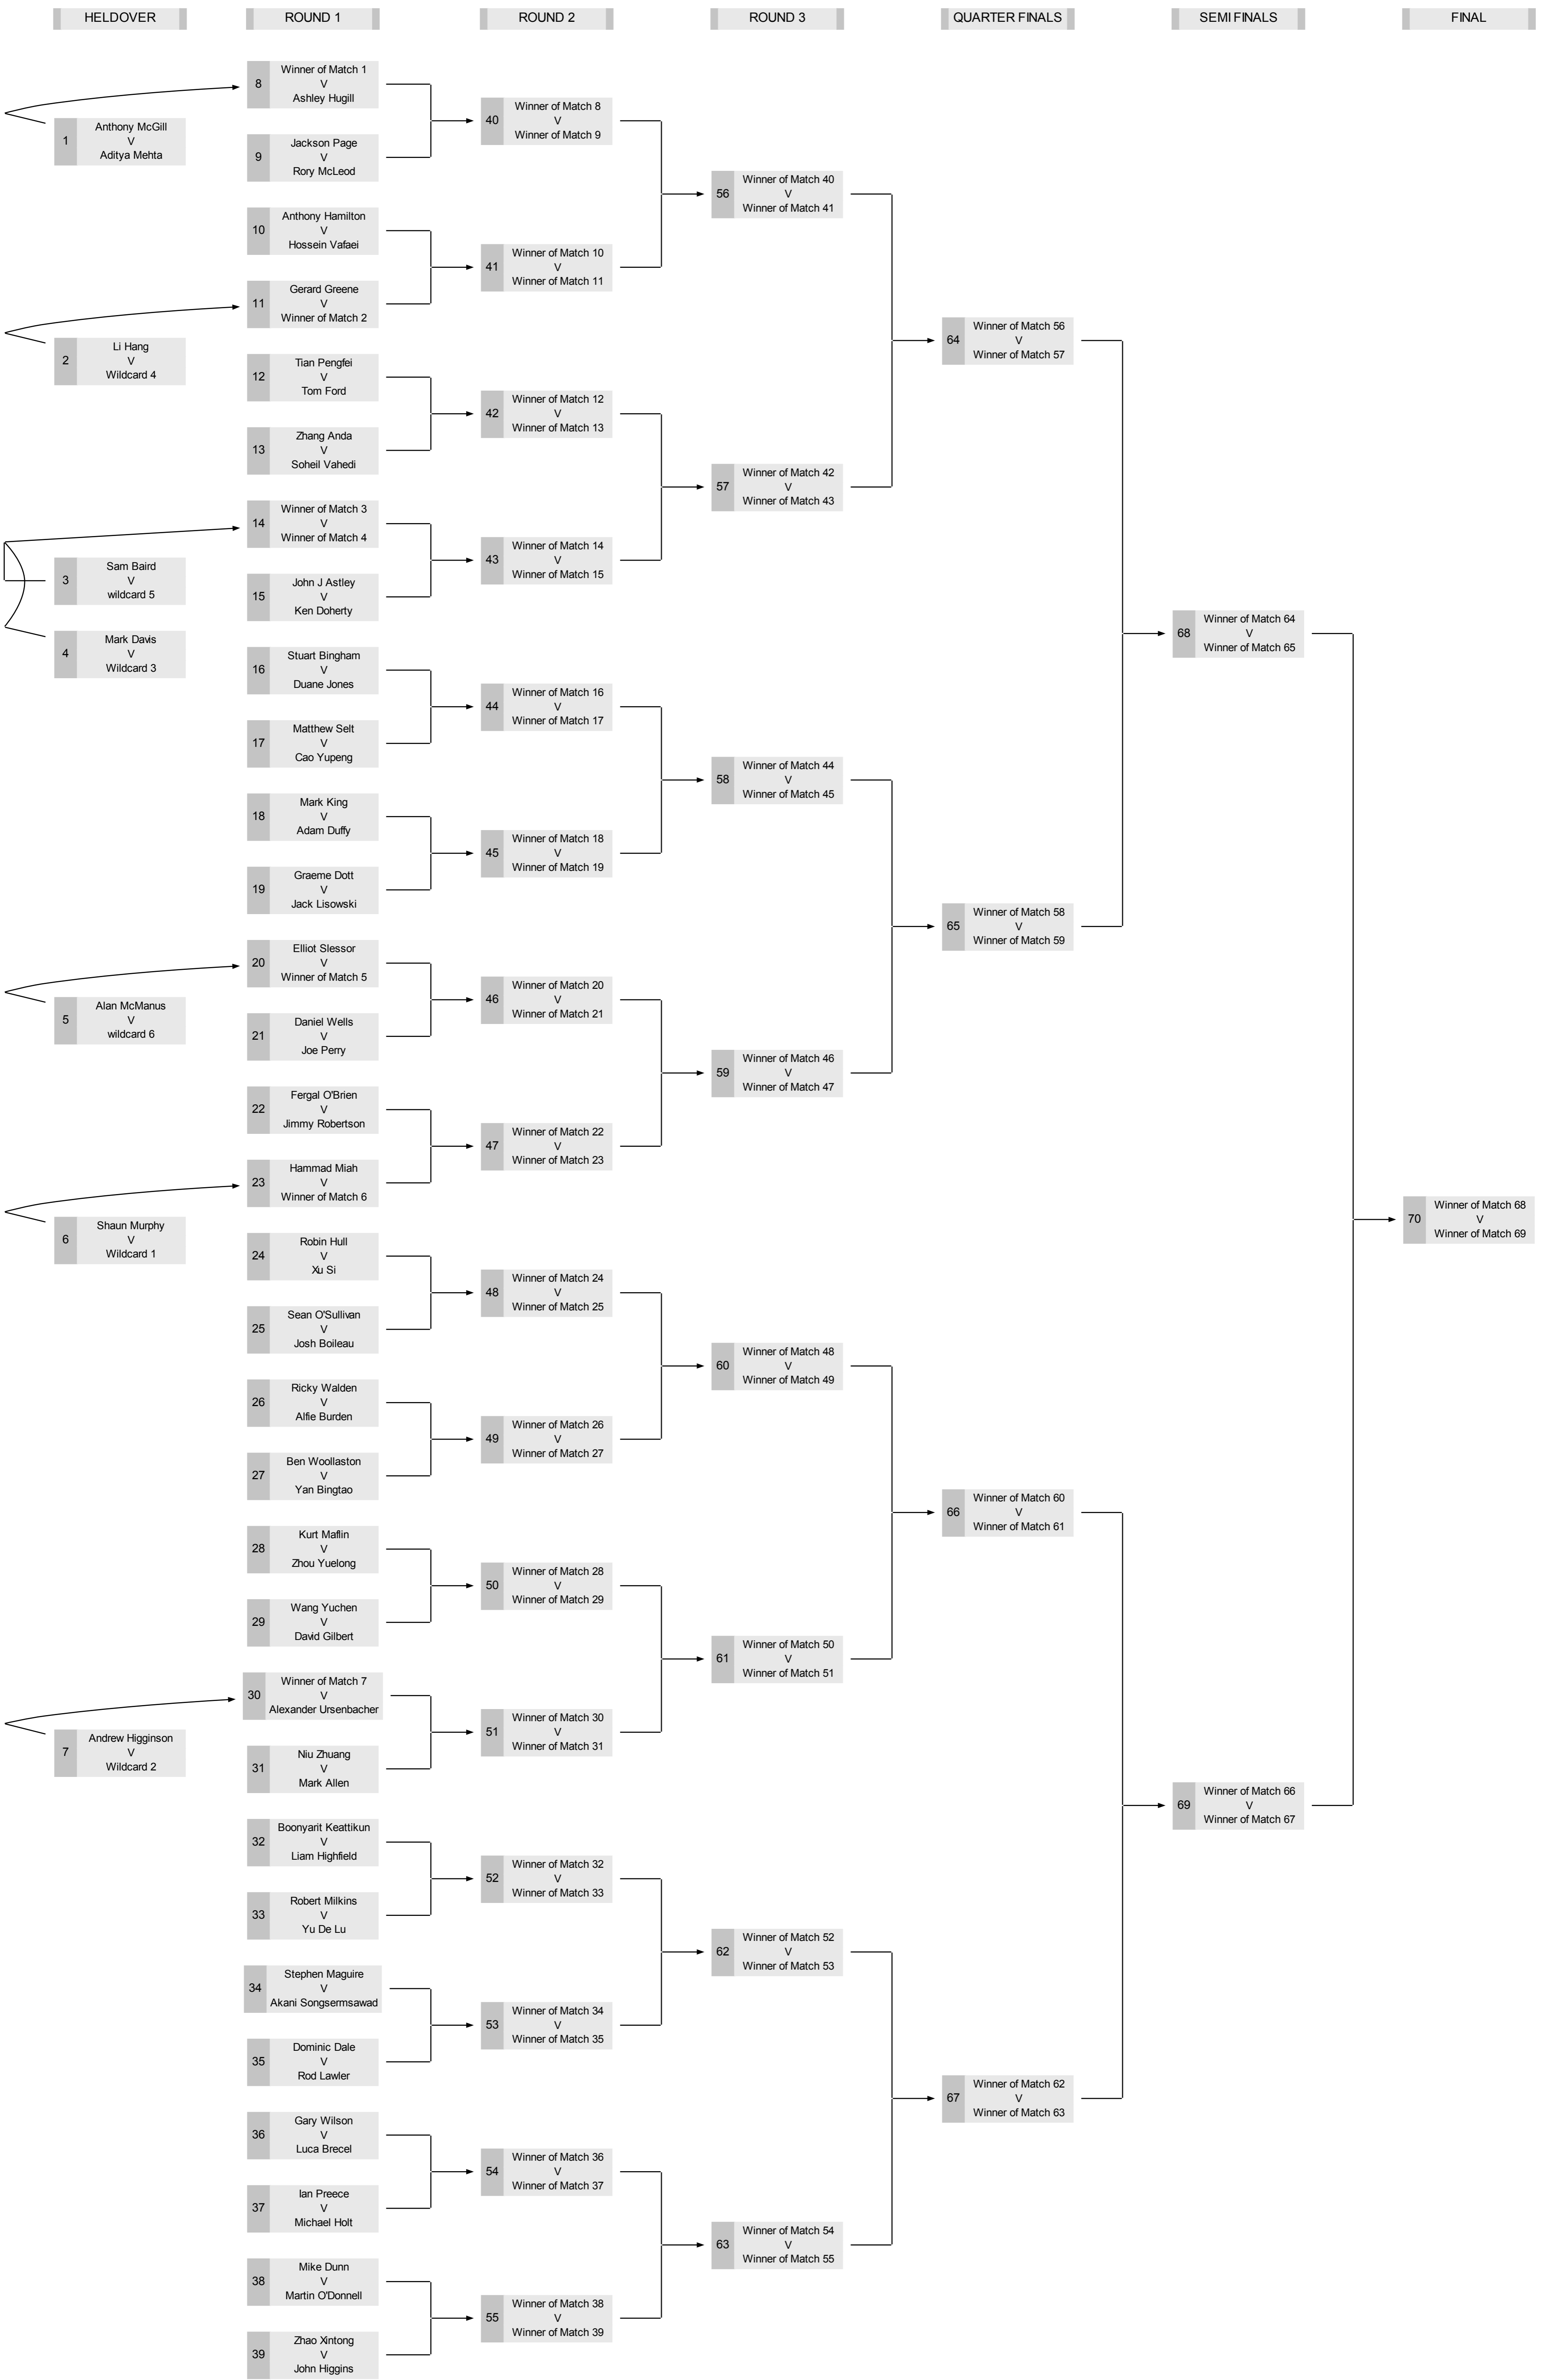 HELDOVER
ROUND 1
ROUND 2
ROUND 3
QUARTER FINALS
SEMI FINALS
FINAL
1
Anthony McGill
V
Aditya Mehta
2
Li Hang
V
Wildcard 4
3
Sam Baird
V
wildcard 5
4
Mark Davis
V
Wildcard 3
5
Alan McManus
V
wildcard 6
6
Shaun Murphy
V
Wildcard 1
7
Andrew Higginson
V
Wildcard 2
8
Winner of Match 1
V
Ashley Hugill
9
Jackson Page
V
Rory McLeod
10
Anthony Hamilton
V
Hossein Vafaei
11
Gerard Greene
V
Winner of Match 2
12
Tian Pengfei
V
Tom Ford
13
Zhang Anda
V
Soheil Vahedi
14
Winner of Match 3
V
Winner of Match 4
15
John J Astley
V
Ken Doherty
16
Stuart Bingham
V
Duane Jones
17
Matthew Selt
V
Cao Yupeng
18
Mark King
V
Adam Duffy
19
Graeme Dott
V
Jack Lisowski
20
Elliot Slessor
V
Winner of Match 5
21
Daniel Wells
V
Joe Perry
22
Fergal O'Brien
V
Jimmy Robertson
23
Hammad Miah
V
Winner of Match 6
24
Robin Hull
V
Xu Si
25
Sean O'Sullivan
V
Josh Boileau
26
Ricky Walden
V
Alfie Burden
27
Ben Woollaston
V
Yan Bingtao
28
Kurt Maflin
V
Zhou Yuelong
29
Wang Yuchen
V
David Gilbert
30
Winner of Match 7
V
Alexander Ursenbacher
31
Niu Zhuang
V
Mark Allen
32
Boonyarit Keattikun
V
Liam Highfield
33
Robert Milkins
V
Yu De Lu
34
Stephen Maguire
V
Akani Songsermsawad
35
Dominic Dale
V
Rod Lawler
36
Gary Wilson
V
Luca Brecel
37
Ian Preece
V
Michael Holt
38
Mike Dunn
V
Martin O'Donnell
39
Zhao Xintong
V
John Higgins
40
Winner of Match 8
V
Winner of Match 9
41
Winner of Match 10
V
Winner of Match 11
42
Winner of Match 12
V
Winner of Match 13
43
Winner of Match 14
V
Winner of Match 15
44
Winner of Match 16
V
Winner of Match 17
45
Winner of Match 18
V
Winner of Match 19
46
Winner of Match 20
V
Winner of Match 21
47
Winner of Match 22
V
Winner of Match 23
48
Winner of Match 24
V
Winner of Match 25
49
Winner of Match 26
V
Winner of Match 27
50
Winner of Match 28
V
Winner of Match 29
51
Winner of Match 30
V
Winner of Match 31
52
Winner of Match 32
V
Winner of Match 33
53
Winner of Match 34
V
Winner of Match 35
54
Winner of Match 36
V
Winner of Match 37
55
Winner of Match 38
V
Winner of Match 39
56
Winner of Match 40
V
Winner of Match 41
57
Winner of Match 42
V
Winner of Match 43
58
Winner of Match 44
V
Winner of Match 45
59
Winner of Match 46
V
Winner of Match 47
60
Winner of Match 48
V
Winner of Match 49
61
Winner of Match 50
V
Winner of Match 51
62
Winner of Match 52
V
Winner of Match 53
63
Winner of Match 54
V
Winner of Match 55
64
Winner of Match 56
V
Winner of Match 57
65
Winner of Match 58
V
Winner of Match 59
66
Winner of Match 60
V
Winner of Match 61
67
Winner of Match 62
V
Winner of Match 63
68
Winner of Match 64
V
Winner of Match 65
69
Winner of Match 66
V
Winner of Match 67
70
Winner of Match 68
V
Winner of Match 69